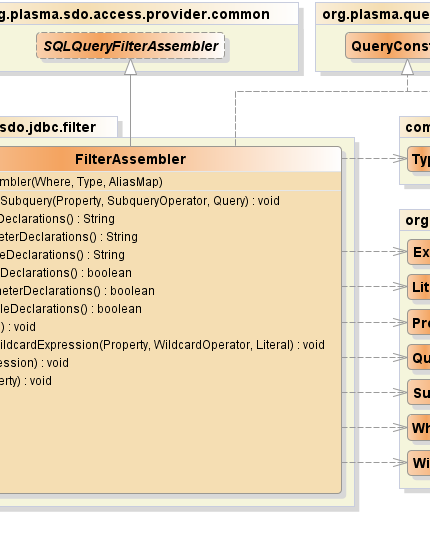 g.plasma.sdo.access.provider.common
org.plasma.que
SQLQueryFilterAssembler
QueryConst
sdo.jdbc.filter
com
FilterAssembler
Typ
mbler(Where, Type, AliasMap)
Subquery(Property, SubqueryOperator, Query) : void
Declarations() : String
org
eterDeclarations() : String
eDeclarations() : String
Ex
Declarations() : boolean
Lit
neterDeclarations() : boolean
leDeclarations() : boolean
Pro
) : void
ildcardExpression(Property, WildcardOperator, Literal) : void
Qu
ession) : void
erty) : void
Su
Wh
Wi